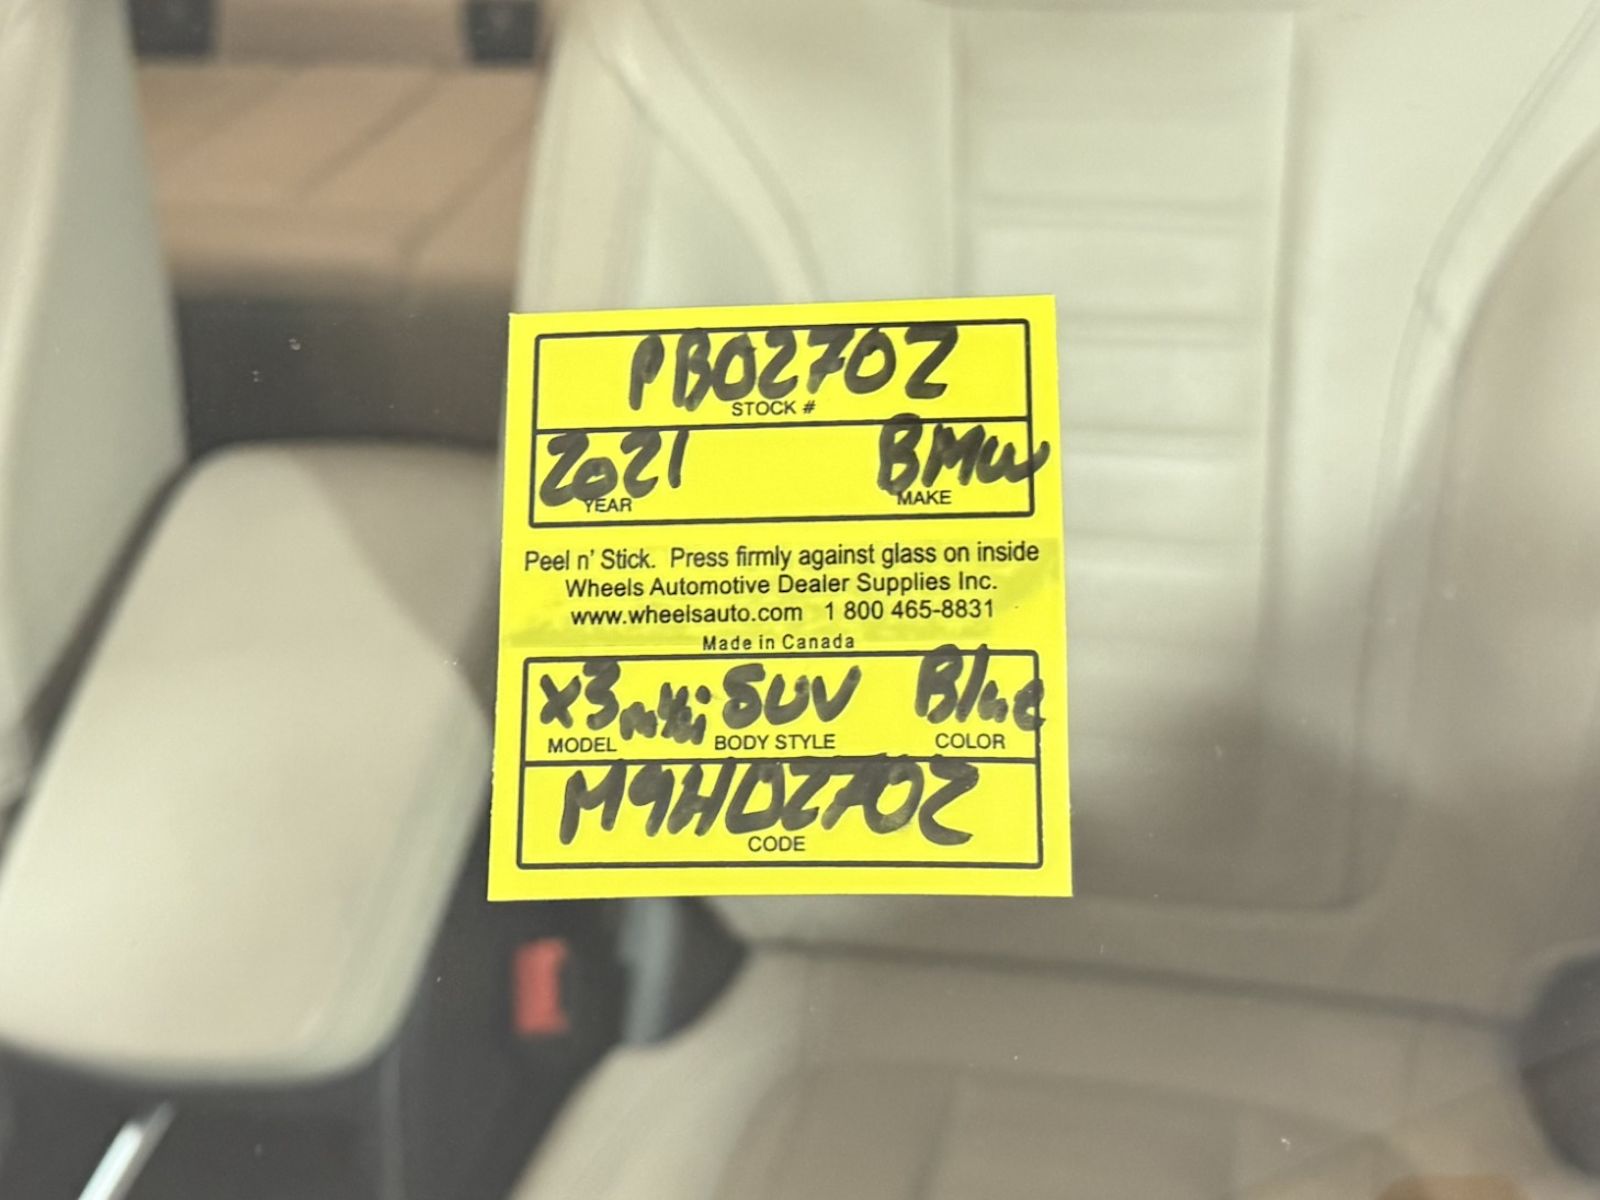 PB02702
STOCK #
2021 BMW
YEAR MAKE
Peel n' Stick. Press firmly against glass on inside
Wheels Automotive Dealer Supplies Inc.
www.wheelsauto.com 1 800 465-8831
Made in Canada
X3 SUV Blue
MODEL BODY STYLE COLOR
M9H02702
CODE